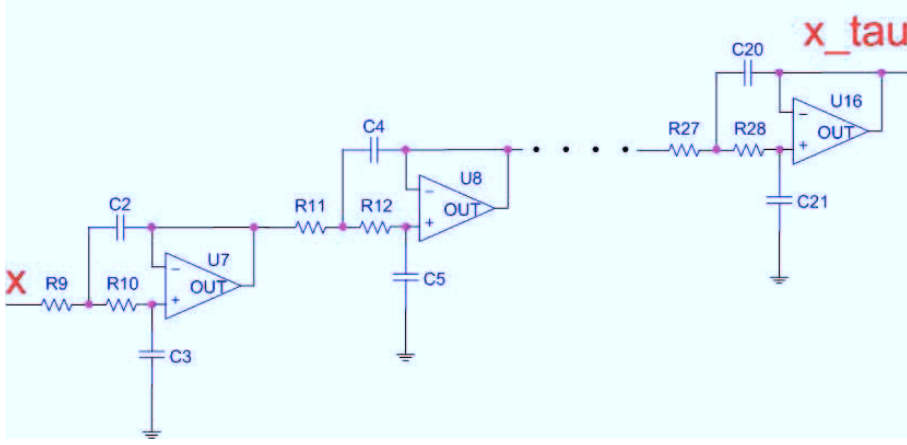 x_tau
C20
U16
R27
R28
−
OUT
+
C21
C4
U8
R11
R12
−
OUT
+
C5
C2
U7
x
R9
R10
−
OUT
+
C3